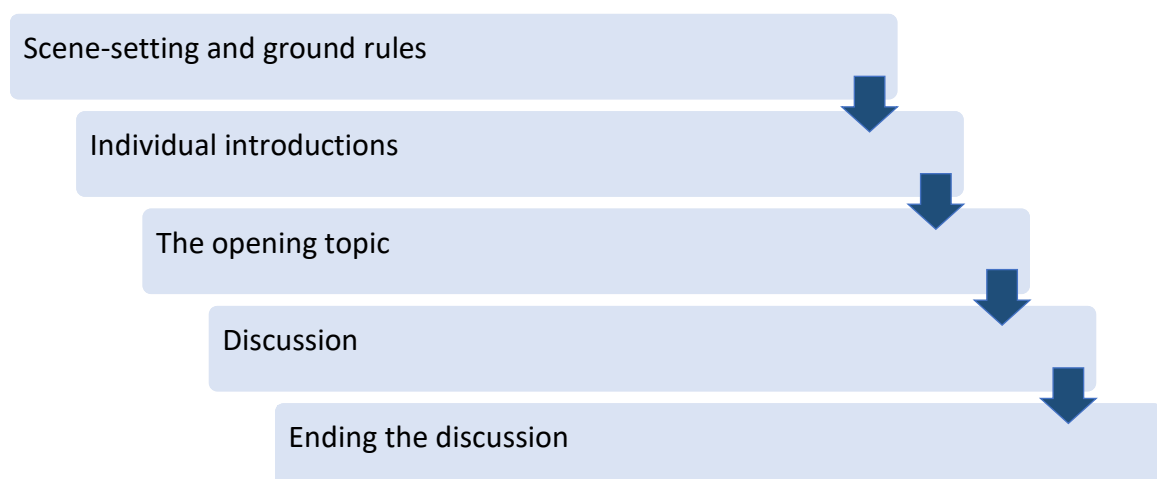 Scene-setting and ground rules
Individual introductions
The opening topic
Discussion
Ending the discussion